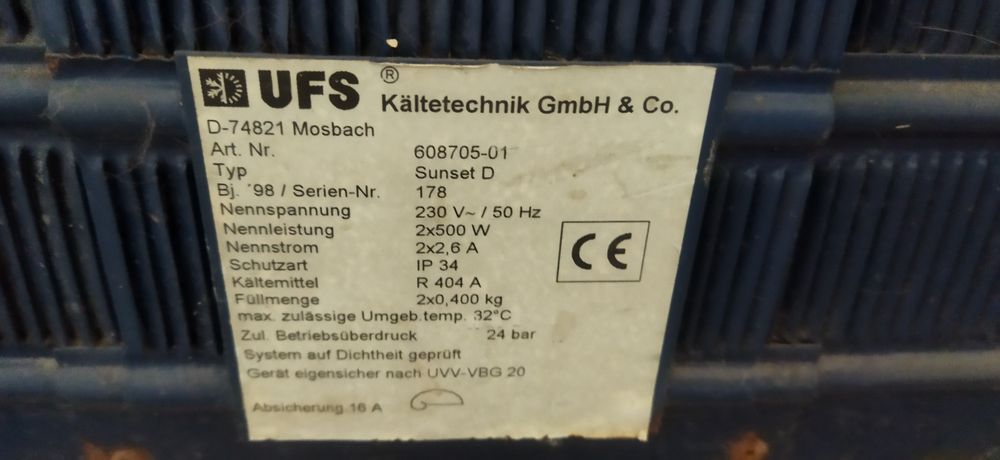 UFS ® Kältetechnik GmbH & Co.
D-74821 Mosbach
Art. Nr. 608705-01
Typ Sunset D
Bj. '98 / Serien-Nr. 178
Nennspannung 230 V~ / 50 Hz
Nennleistung 2x500 W
Nennstrom 2x2,6 A
Schutzart IP 34
Kältemittel R 404 A
Füllmenge 2x0,400 kg
max. zulässige Umgeb.temp. 32°C
Zul. Betriebsüberdruck 24 bar
System auf Dichtheit geprüft
Gerät eigensicher nach UVV-VBG 20
Absicherung 16 A
CE